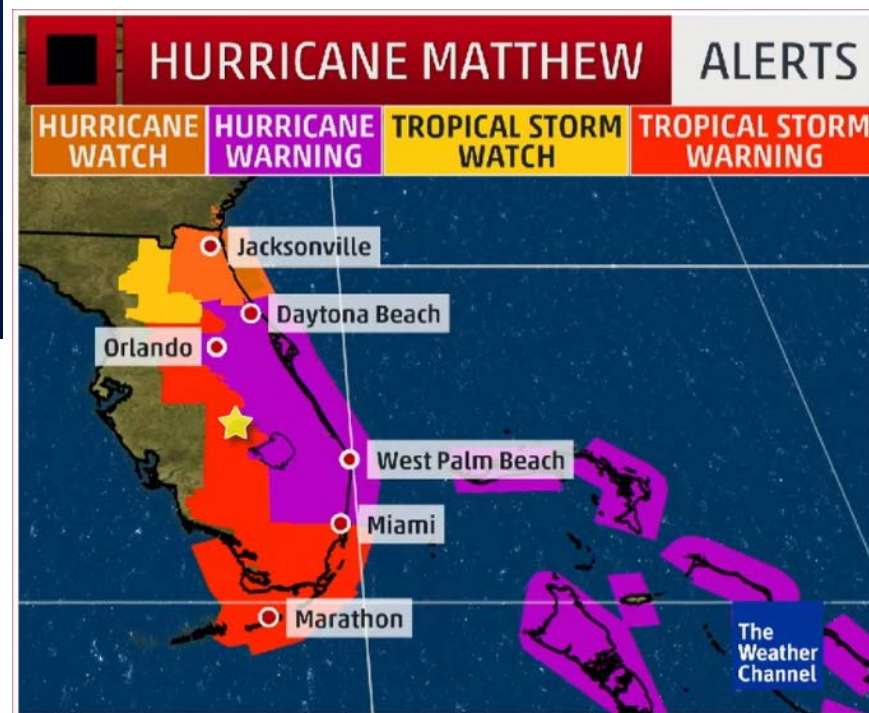 HURRICANE MATTHEW ALERTS
HURRICANE
WATCH
HURRICANE
WARNING
TROPICAL STORM
WATCH
TROPICAL STORM
WARNING
Jacksonville
Daytona Beach
Orlando
West Palm Beach
Miami
Marathon
The
Weather
Channel